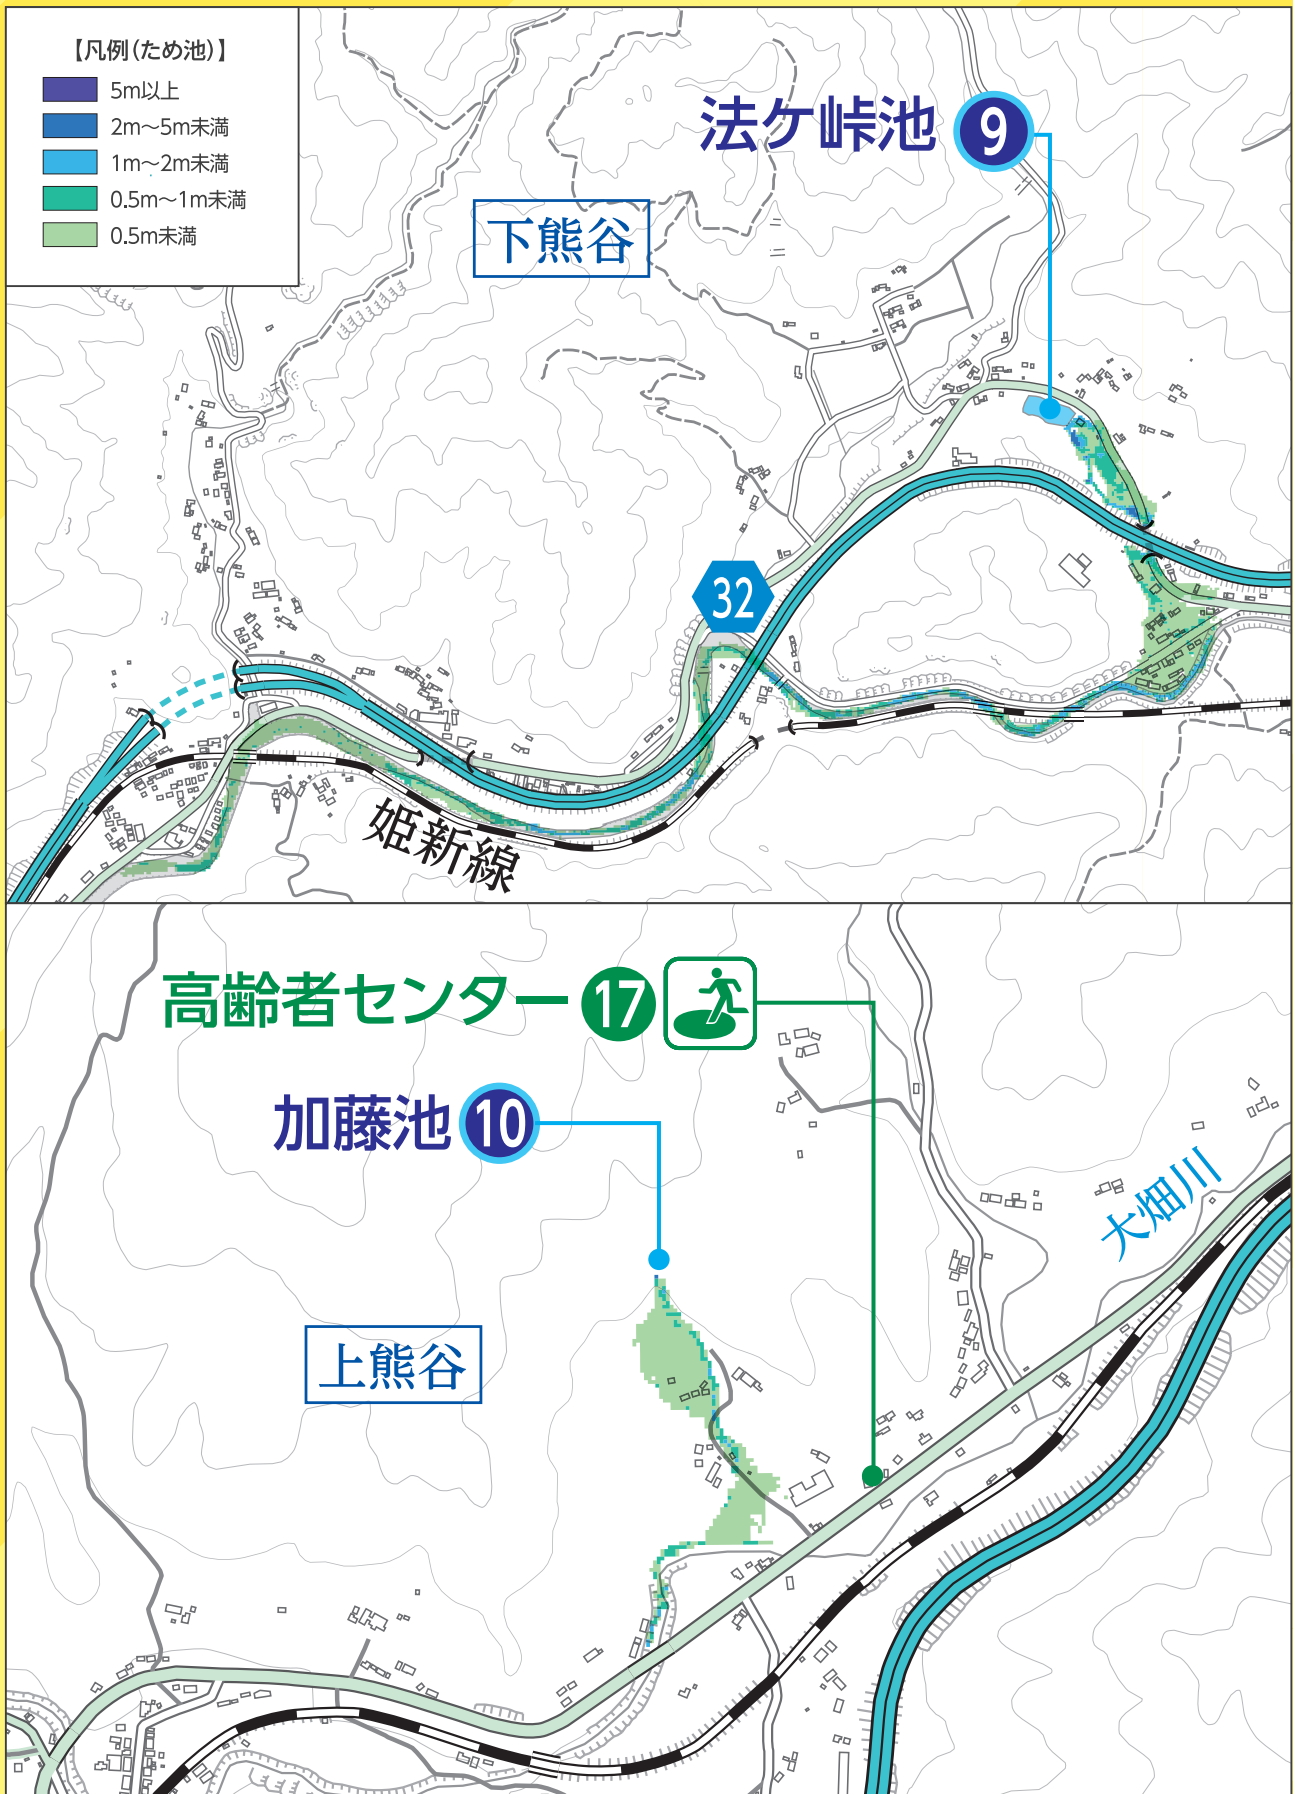 【凡例(ため池)】
5m以上
2m～5m未満
1m～2m未満
0.5m～1m未満
0.5m未満
法ケ峠池 9
下熊谷
32
姫新線
高齢者センター 17
加藤池 10
大畑川
上熊谷